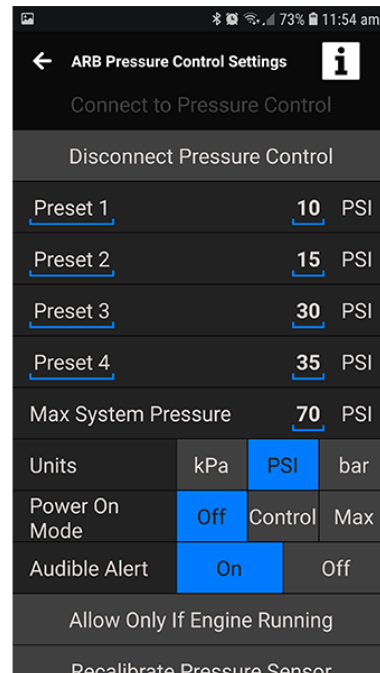 73% 11:54 am
ARB Pressure Control Settings i
Connect to Pressure Control
Disconnect Pressure Control
Preset 1 10 PSI
Preset 2 15 PSI
Preset 3 30 PSI
Preset 4 35 PSI
Max System Pressure 70 PSI
Units kPa PSI bar
Power On
Mode Off Control Max
Audible Alert On Off
Allow Only If Engine Running
Recalibrate Pressure Sensor